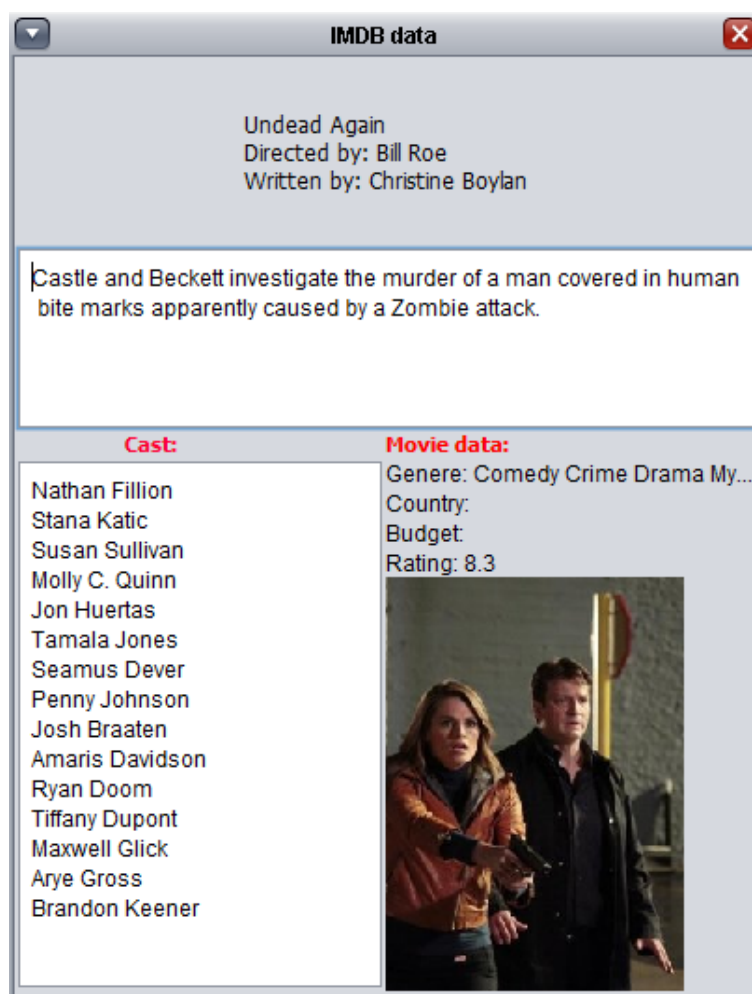 IMDB data
Undead Again
Directed by: Bill Roe
Written by: Christine Boylan
Castle and Beckett investigate the murder of a man covered in human
bite marks apparently caused by a Zombie attack.
Cast:
Nathan Fillion
Stana Katic
Susan Sullivan
Molly C. Quinn
Jon Huertas
Tamala Jones
Seamus Dever
Penny Johnson
Josh Braaten
Amaris Davidson
Ryan Doom
Tiffany Dupont
Maxwell Glick
Arye Gross
Brandon Keener
Movie data:
Genere: Comedy Crime Drama My...
Country:
Budget:
Rating: 8.3